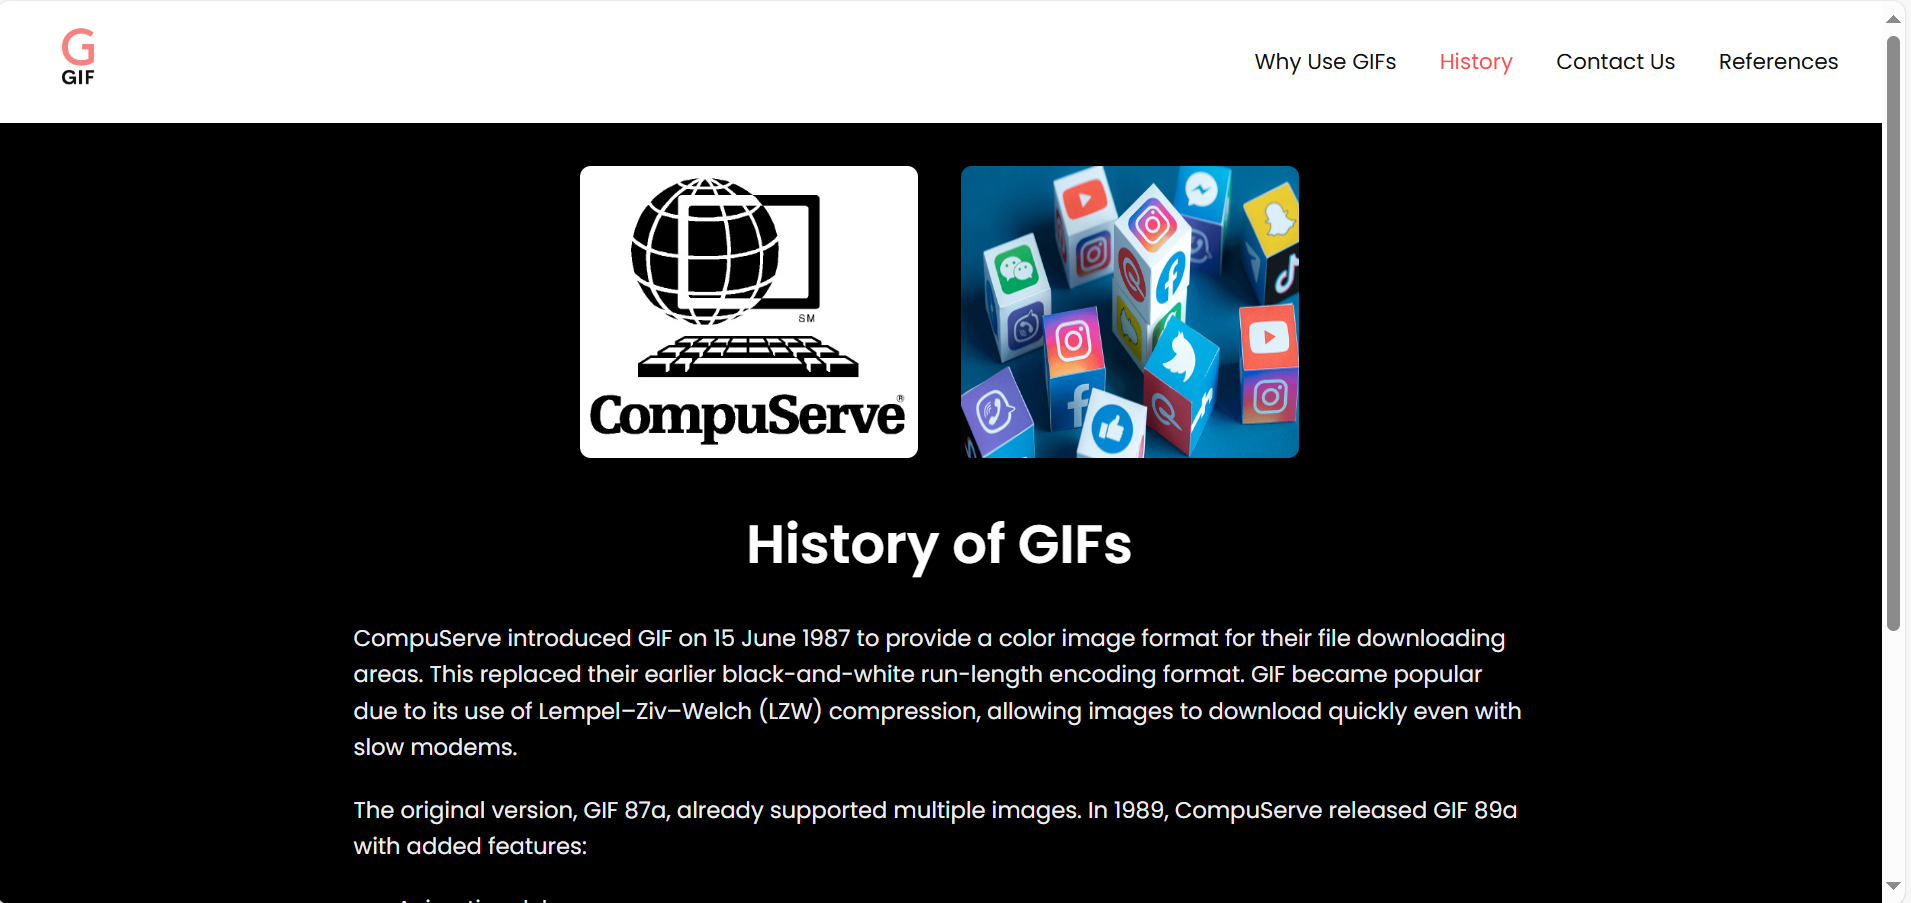 G
GIF
Why Use GIFs
History
Contact Us
References
SM
CompuServe®
History of GIFs
CompuServe introduced GIF on 15 June 1987 to provide a color image format for their file downloading
areas. This replaced their earlier black-and-white run-length encoding format. GIF became popular
due to its use of Lempel–Ziv–Welch (LZW) compression, allowing images to download quickly even with
slow modems.
The original version, GIF 87a, already supported multiple images. In 1989, CompuServe released GIF 89a
with added features: